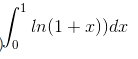 )∫₀¹ ln(1 + x))dx